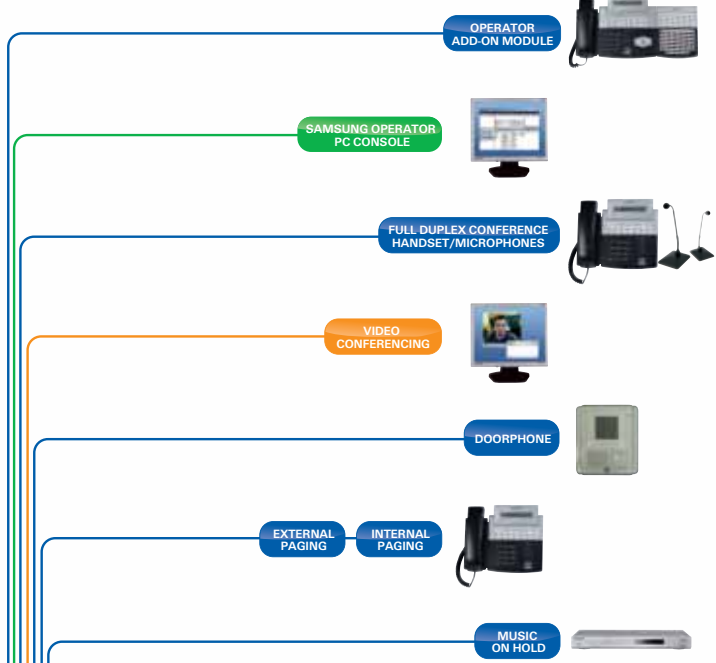 OPERATOR
ADD-ON MODULE
SAMSUNG OPERATOR
PC CONSOLE
FULL DUPLEX CONFERENCE
HANDSET/MICROPHONES
VIDEO
CONFERENCING
DOORPHONE
EXTERNAL
PAGING
INTERNAL
PAGING
MUSIC
ON HOLD